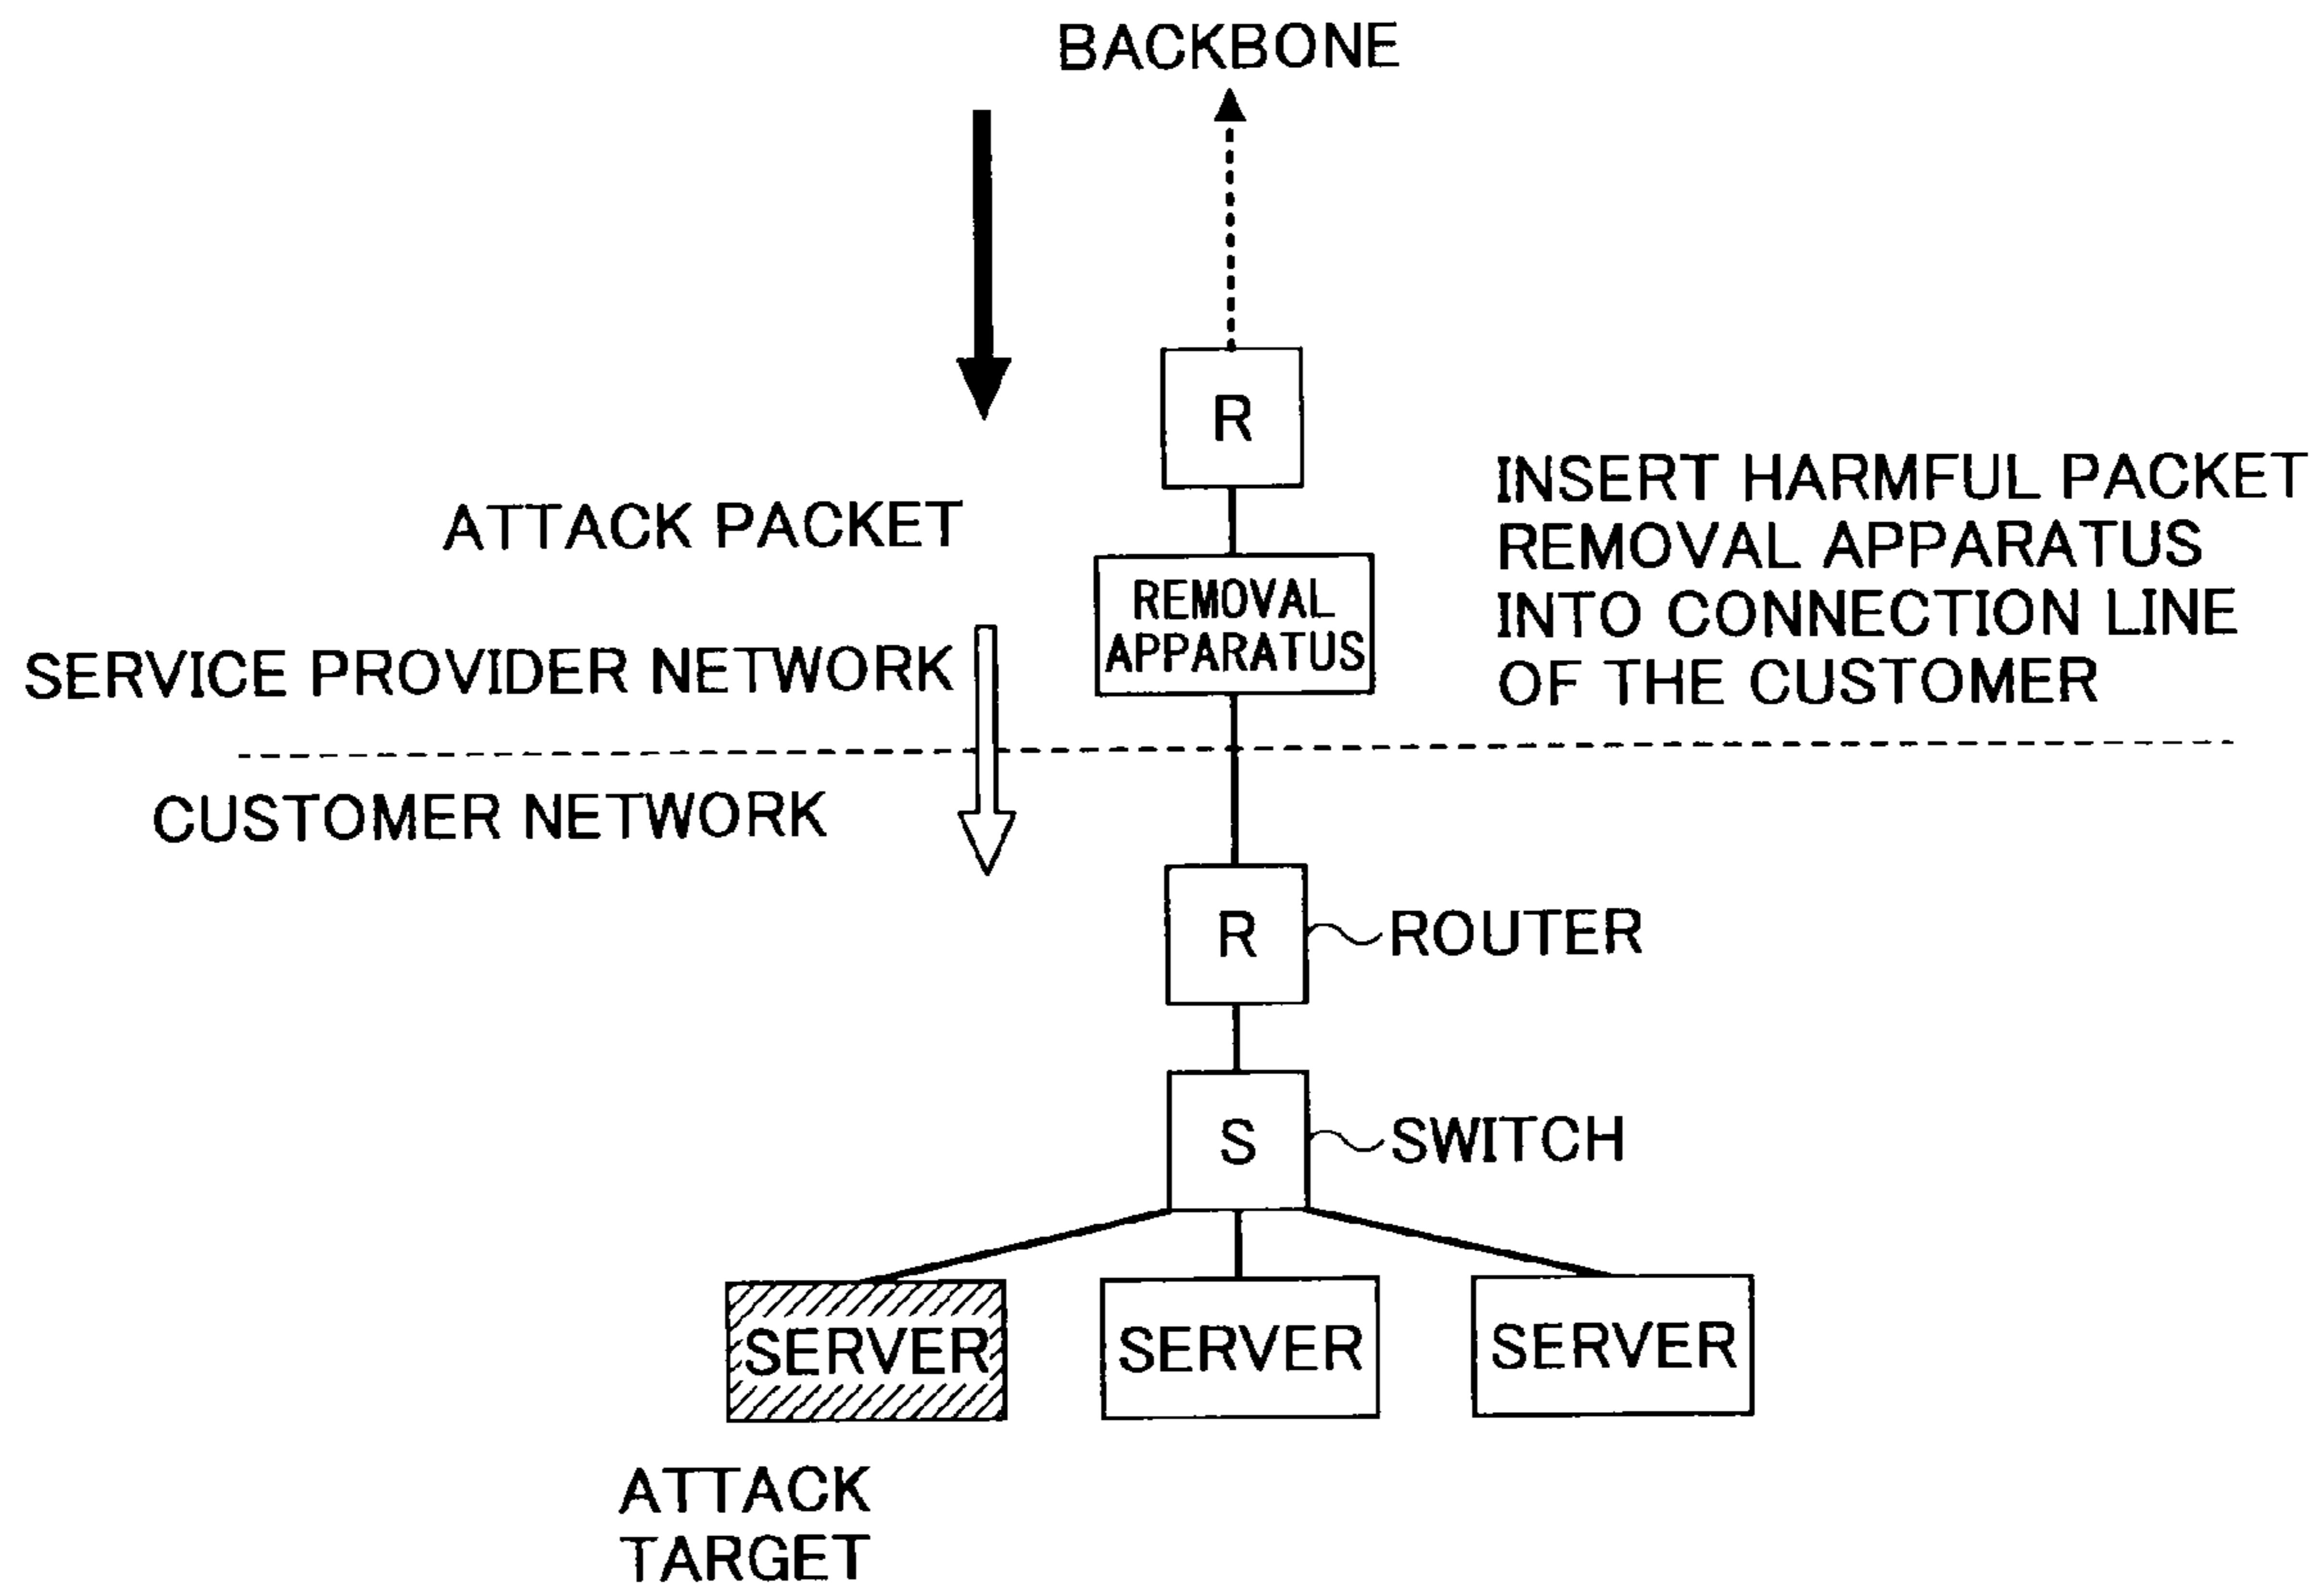 BACKBONE
R
INSERT HARMFUL PACKET
REMOVAL APPARATUS
INTO CONNECTION LINE
OF THE CUSTOMER
ATTACK PACKET
REMOVAL
APPARATUS
SERVICE PROVIDER NETWORK
CUSTOMER NETWORK
R
ROUTER
S
SWITCH
SERVER
SERVER
SERVER
ATTACK
TARGET